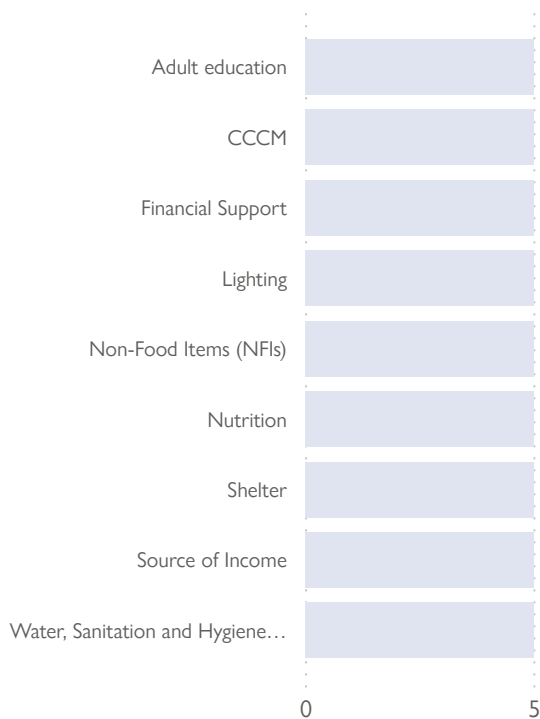 Adult education
CCCM
Financial Support
Lighting
Non-Food Items (NFIs)
Nutrition
Shelter
Source of Income
Water, Sanitation and Hygiene…
0 5